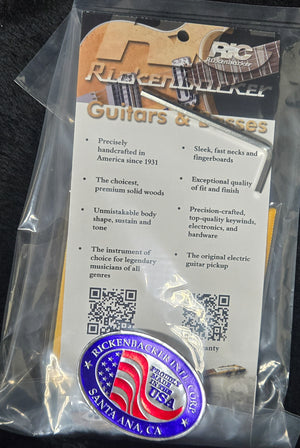 RIC
RICKENBACKER
RICKENBACKER
Guitars & Basses
• Precisely
handcrafted in
America since 1931
• The choicest,
premium solid woods
• Unmistakable body
shape, sustain and
tone
• The instrument of
choice for legendary
musicians of all
genres
• Sleek, fast necks and
fingerboards
• Exceptional quality
of fit and finish
• Precision-crafted,
top-quality keywinds,
electronics, and
hardware
• The original electric
guitar pickup
RICKENBACKER INT'L CORP
PROUDLY
MADE
IN THE
USA
SANTA ANA, CA